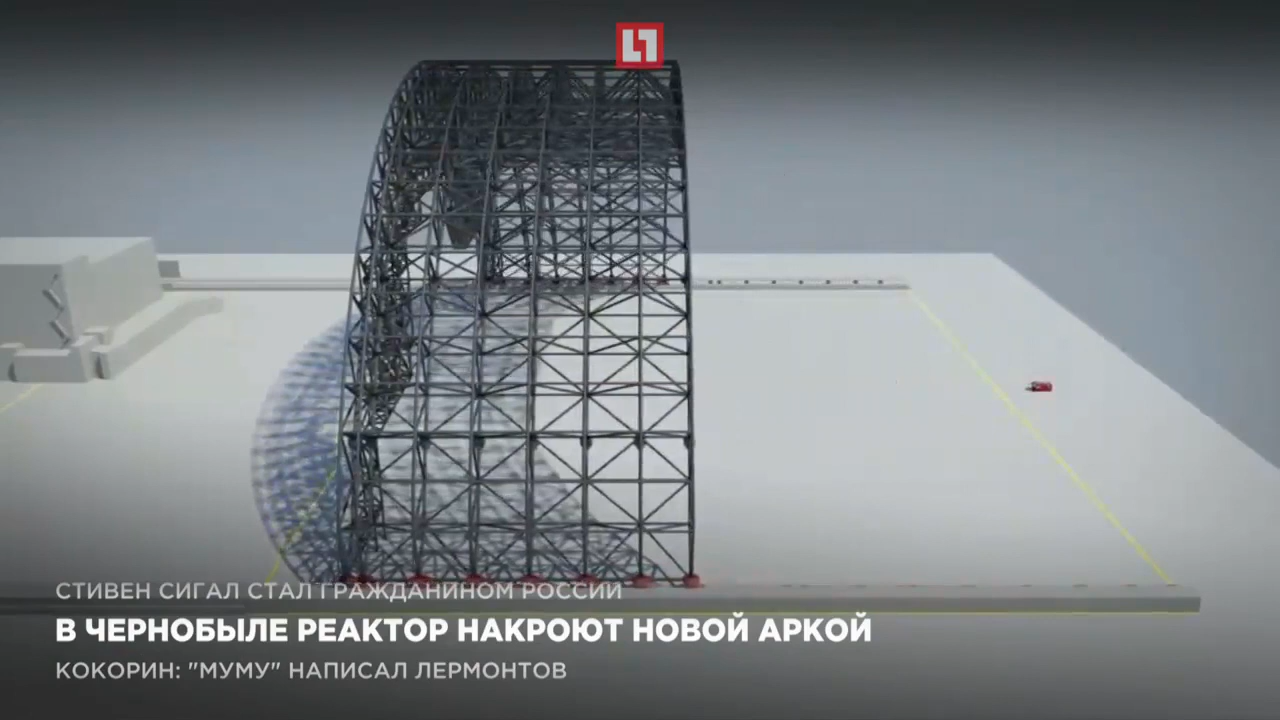 СТИВЕН СИГАЛ СТАЛ ГРАЖДАНИНОМ РОССИИ
В ЧЕРНОБЫЛЕ РЕАКТОР НАКРОЮТ НОВОЙ АРКОЙ
КОКОРИН: "МУМУ" НАПИСАЛ ЛЕРМОНТОВ